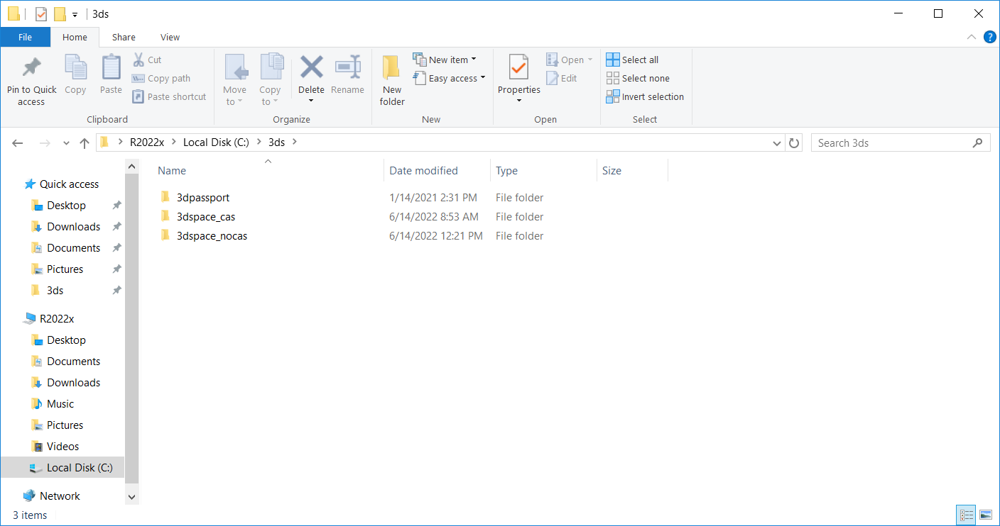 3ds
File Home Share View
Pin to Quick access
Copy
Paste
Cut
Copy path
Paste shortcut
Clipboard
Move to
Copy to
Delete
Rename
Organize
New folder
New item
Easy access
New
Properties
Open
Edit
Open
Select all
Select none
Invert selection
Select
R2022x Local Disk (C:) 3ds
Search 3ds
Quick access
Desktop
Downloads
Documents
Pictures
3ds
R2022x
Desktop
Documents
Downloads
Music
Pictures
Videos
Local Disk (C:)
Network
Name Date modified Type Size
3dpassport 1/14/2021 2:31 PM File folder
3dspace_cas 6/14/2022 8:53 AM File folder
3dspace_nocas 6/14/2022 12:21 PM File folder
3 items